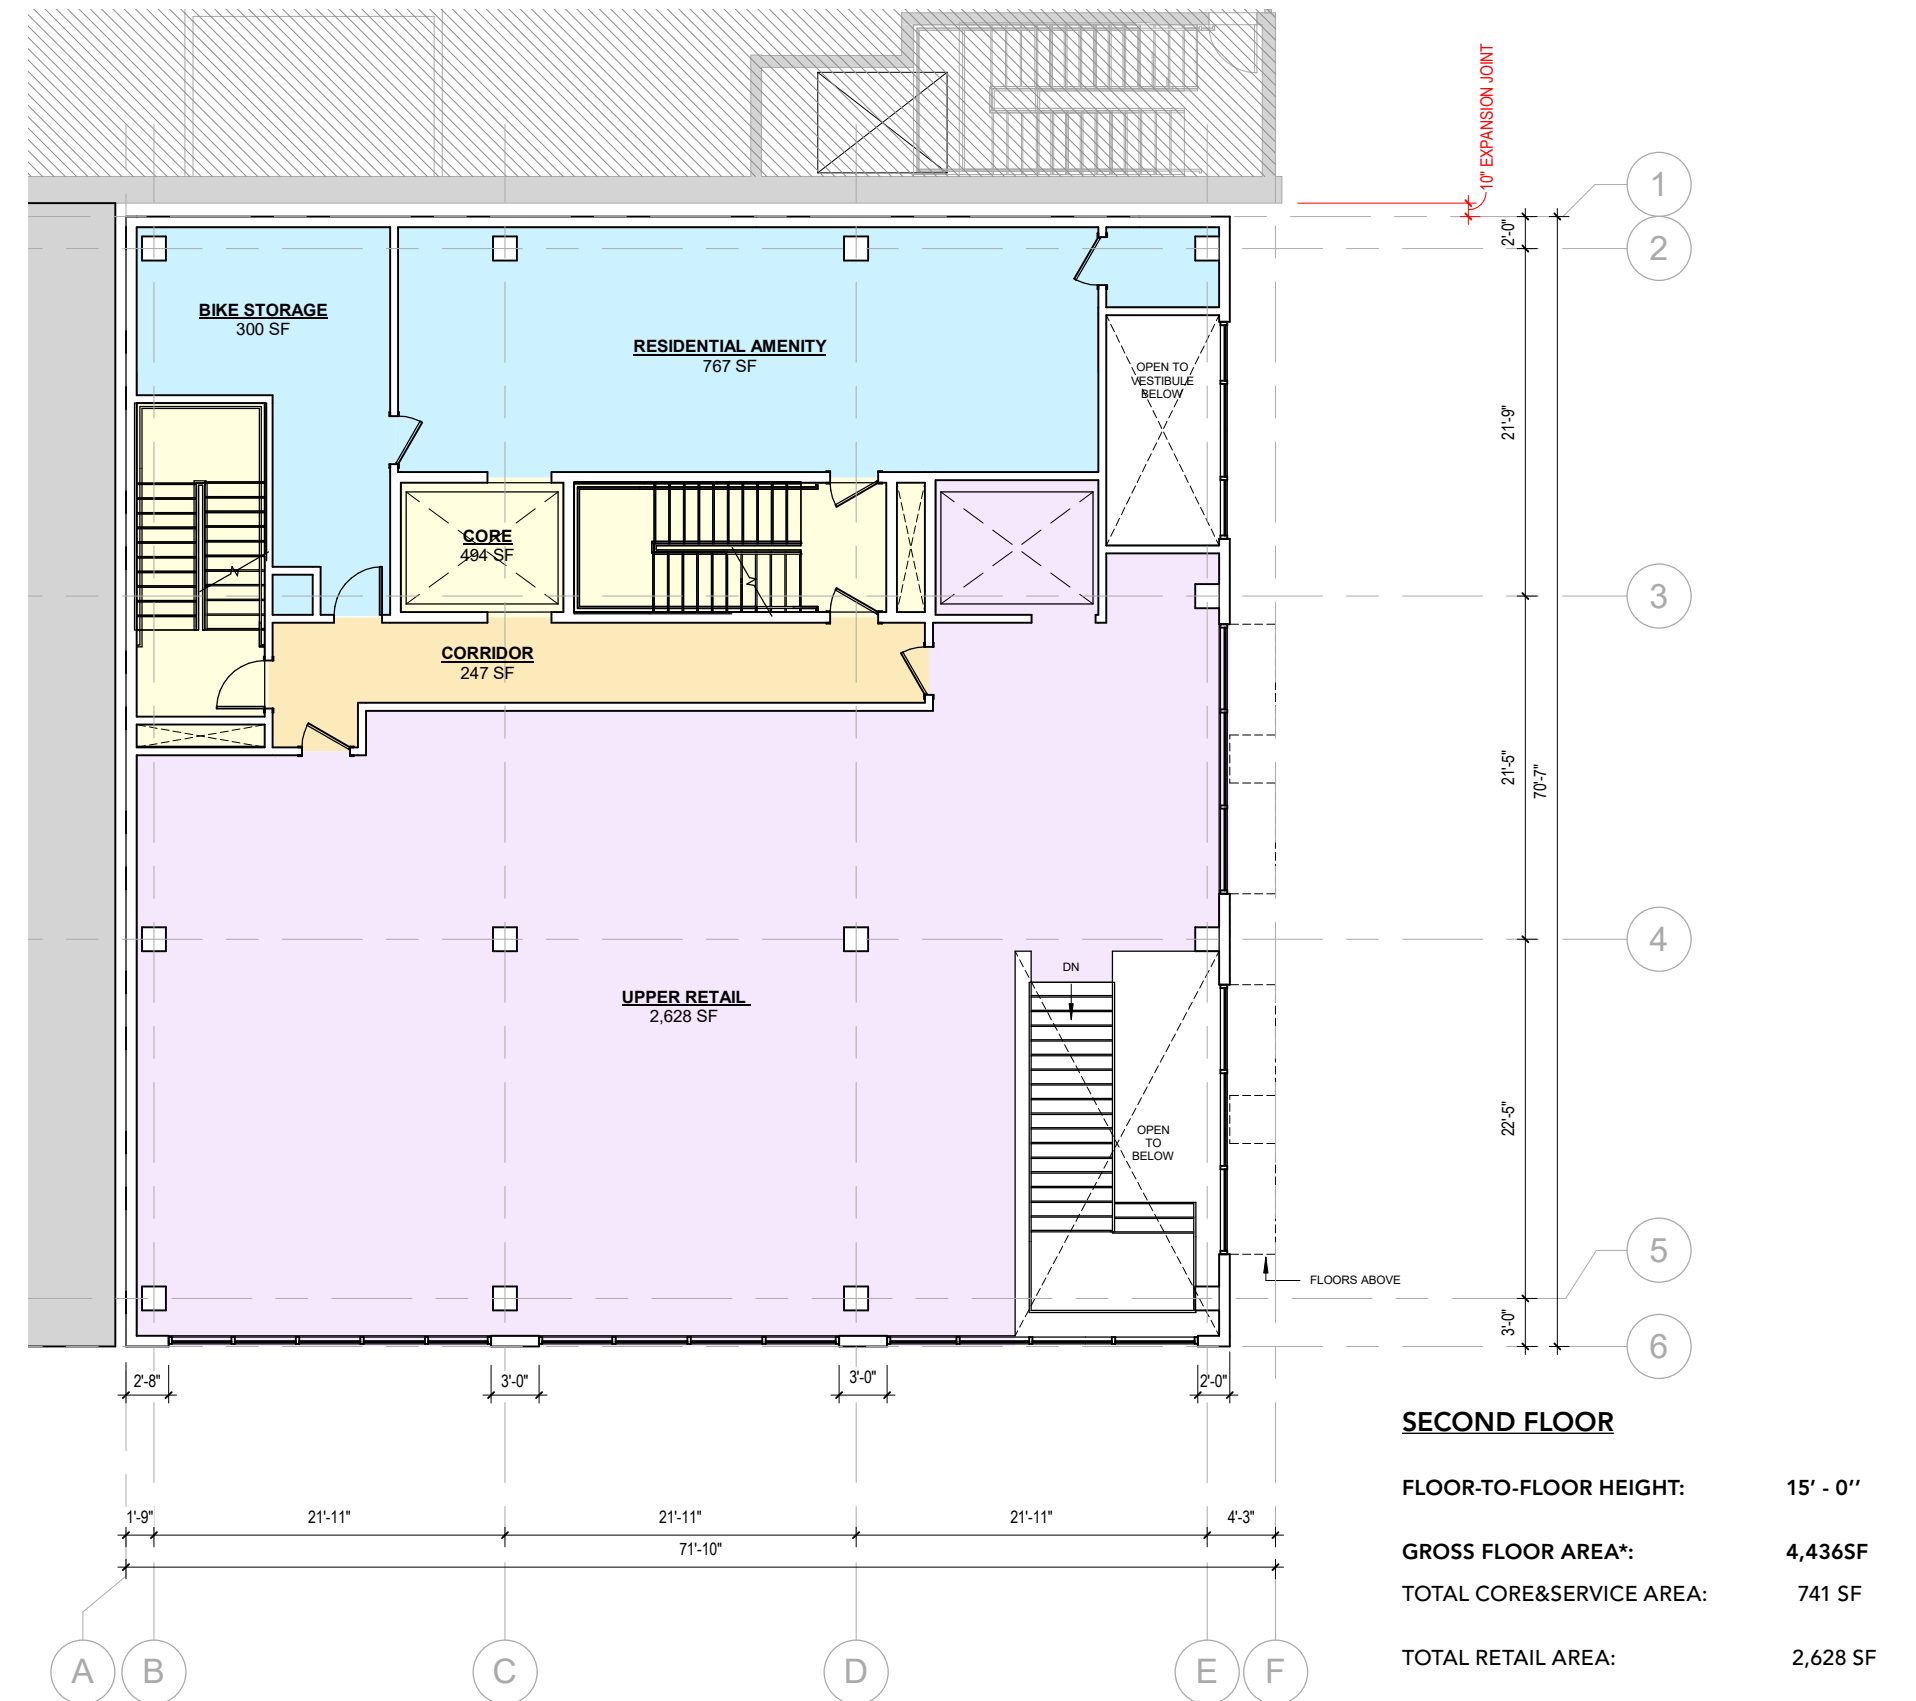 10" EXPANSION JOINT
1
2'-0"
2
BIKE STORAGE
300 SF
RESIDENTIAL AMENITY
767 SF
OPEN TO
VESTIBULE
BELOW
21'-9"
CORE
494 SF
3
CORRIDOR
247 SF
21'-5"
70'-7"
4
DN
UPPER RETAIL
2,628 SF
22'-5"
OPEN
TO
BELOW
5
FLOORS ABOVE
3'-0"
6
2'-8"
3'-0"
3'-0"
2'-0"
SECOND FLOOR
FLOOR-TO-FLOOR HEIGHT: 15' - 0''
1'-9"
21'-11"
21'-11"
21'-11"
4'-3"
71'-10"
GROSS FLOOR AREA*: 4,436SF
TOTAL CORE&SERVICE AREA: 741 SF
TOTAL RETAIL AREA: 2,628 SF
A
B
C
D
E
F